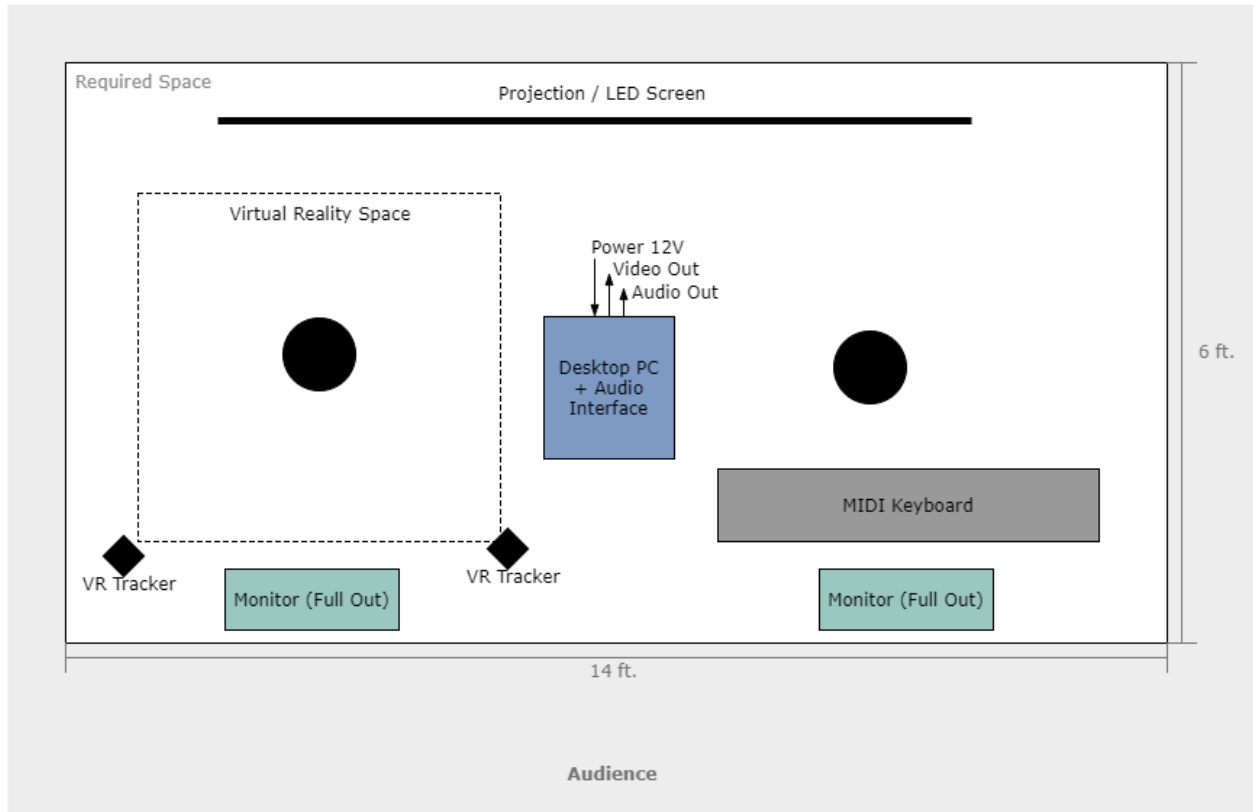 Required Space
Projection / LED Screen
Virtual Reality Space
Power 12V
Video Out
Audio Out
Desktop PC
+ Audio
Interface
6 ft.
MIDI Keyboard
VR Tracker
VR Tracker
Monitor (Full Out)
Monitor (Full Out)
14 ft.
Audience